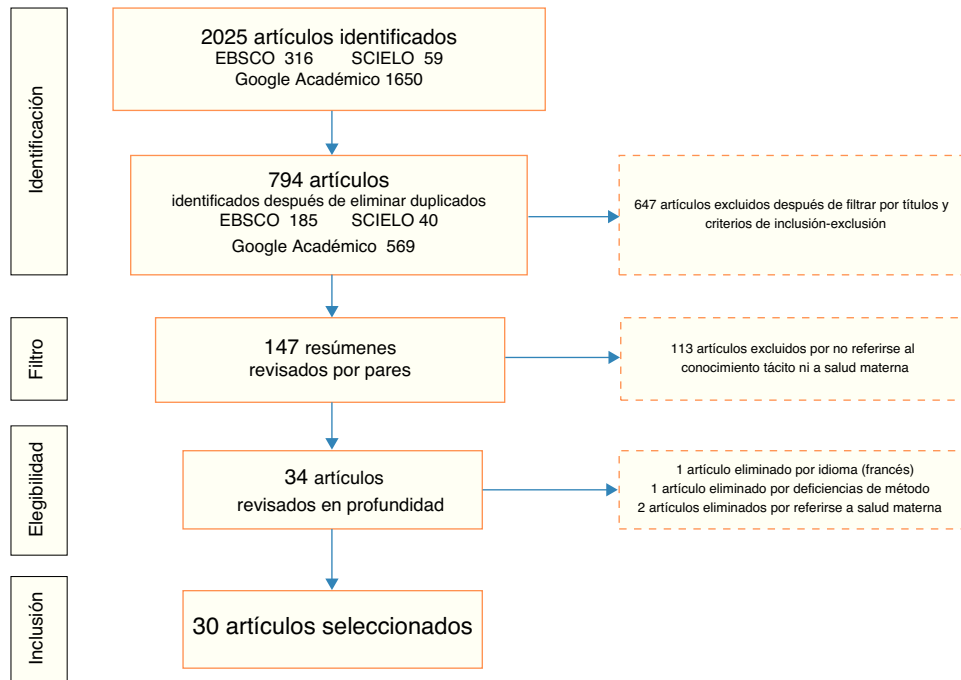 Identificación
2025 artículos identificados
EBSCO 316 SCIELO 59
Google Académico 1650
794 artículos
identificados después de eliminar duplicados
EBSCO 185 SCIELO 40
Google Académico 569
647 artículos excluidos después de filtrar por títulos y
criterios de inclusión-exclusión
Filtro
147 resúmenes
revisados por pares
113 artículos excluidos por no referirse al
conocimiento tácito ni a salud materna
Elegibilidad
34 artículos
revisados en profundidad
1 artículo eliminado por idioma (francés)
1 artículo eliminado por deficiencias de método
2 artículos eliminados por referirse a salud materna
Inclusión
30 artículos seleccionados